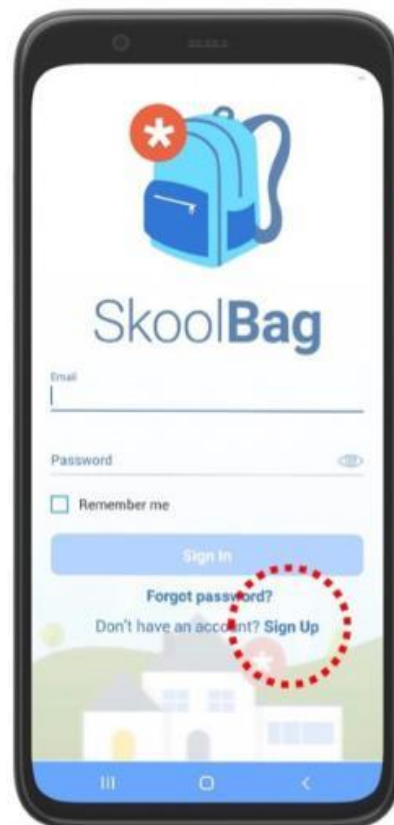 SkoolBag
Email
Password
Remember me
Sign In
Forgot password?
Don't have an account? Sign Up